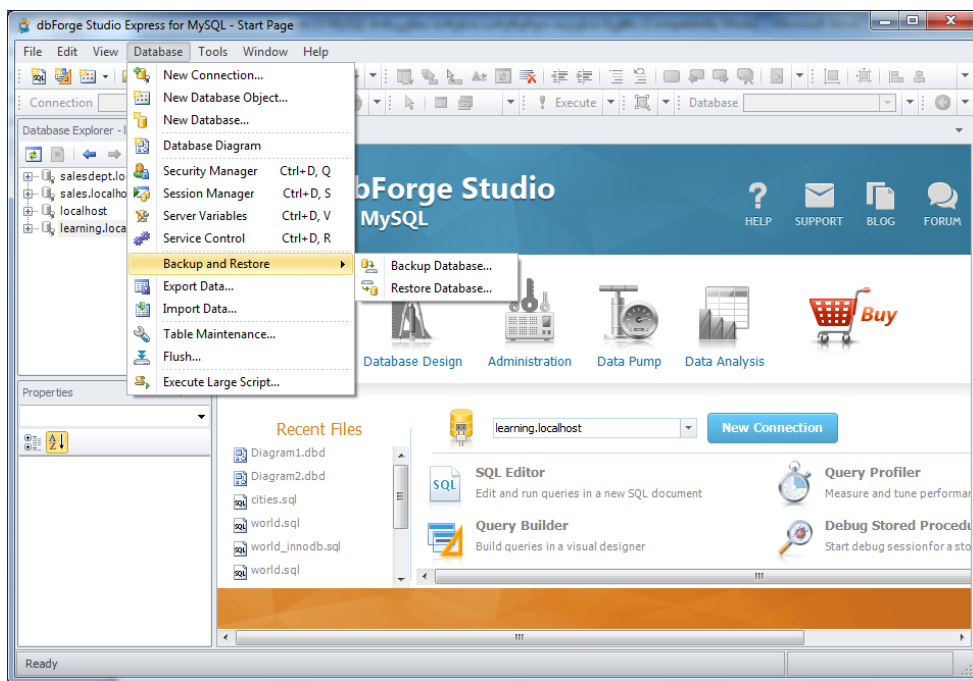 dbForge Studio Express for MySQL - Start Page
File Edit View Database Tools Window Help
Connection
Execute
Database
New Connection...
New Database Object...
New Database...
Database Diagram
Security Manager Ctrl+D, Q
Session Manager Ctrl+D, S
Server Variables Ctrl+D, V
Service Control Ctrl+D, R
Backup and Restore
Export Data...
Import Data...
Table Maintenance...
Flush...
Execute Large Script...
Backup Database...
Restore Database...
Database Explorer - l
salesdept.lo
sales.localho
localhost
learning.loca
Properties
bForge Studio
MySQL
HELP SUPPORT BLOG FORUM
Database Design Administration Data Pump Data Analysis
Buy
Recent Files
Diagram1.dbd
Diagram2.dbd
cities.sql
world.sql
world_innodb.sql
world.sql
learning.localhost
New Connection
SQL
SQL Editor
Edit and run queries in a new SQL document
Query Builder
Build queries in a visual designer
Query Profiler
Measure and tune performan
Debug Stored Procedu
Start debug session for a sto
Ready